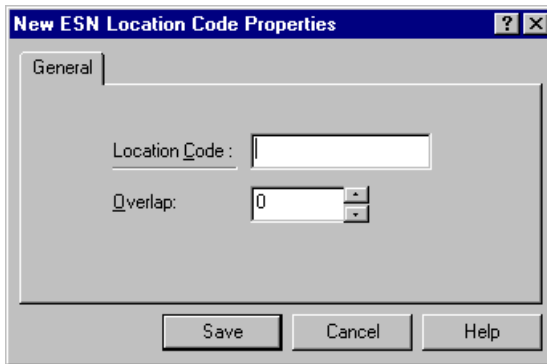 New ESN Location Code Properties
General
Location Code :
Overlap:
0
Save Cancel Help